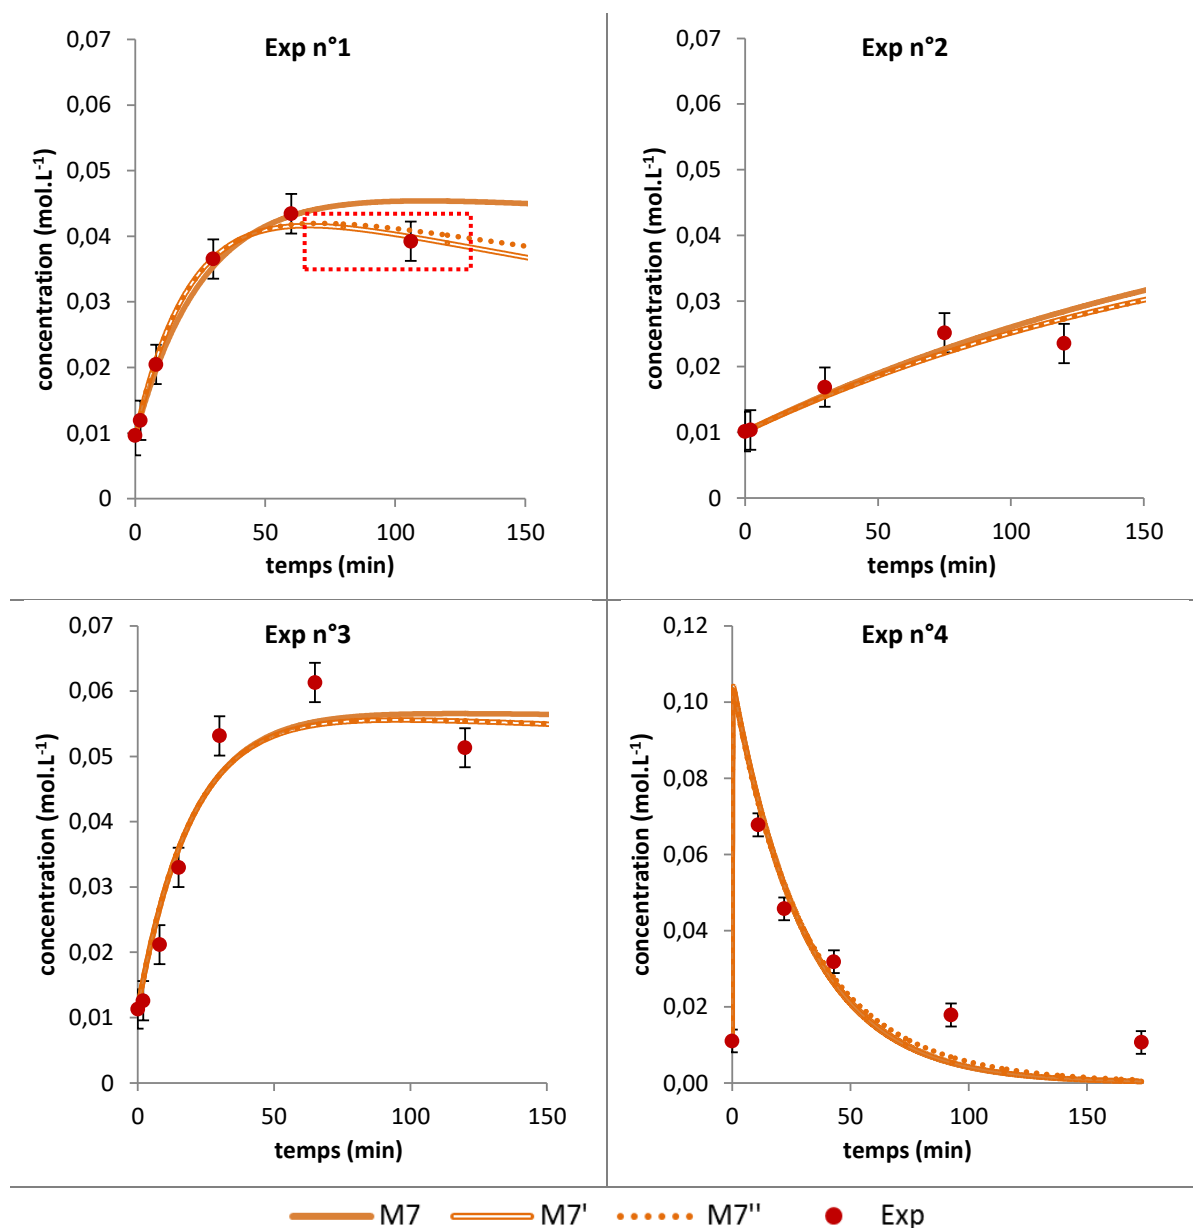 Exp n°1
concentration (mol.L-1)
0,07
0,06
0,05
0,04
0,03
0,02
0,01
0
0 50 100 150
temps (min)
Exp n°2
concentration (mol.L-1)
0,07
0,06
0,05
0,04
0,03
0,02
0,01
0
0 50 100 150
temps (min)
Exp n°3
concentration (mol.L-1)
0,07
0,06
0,05
0,04
0,03
0,02
0,01
0
0 50 100 150
temps (min)
Exp n°4
concentration (mol.L-1)
0,12
0,10
0,08
0,06
0,04
0,02
0,00
0 50 100 150
temps (min)
M7 M7' M7'' Exp